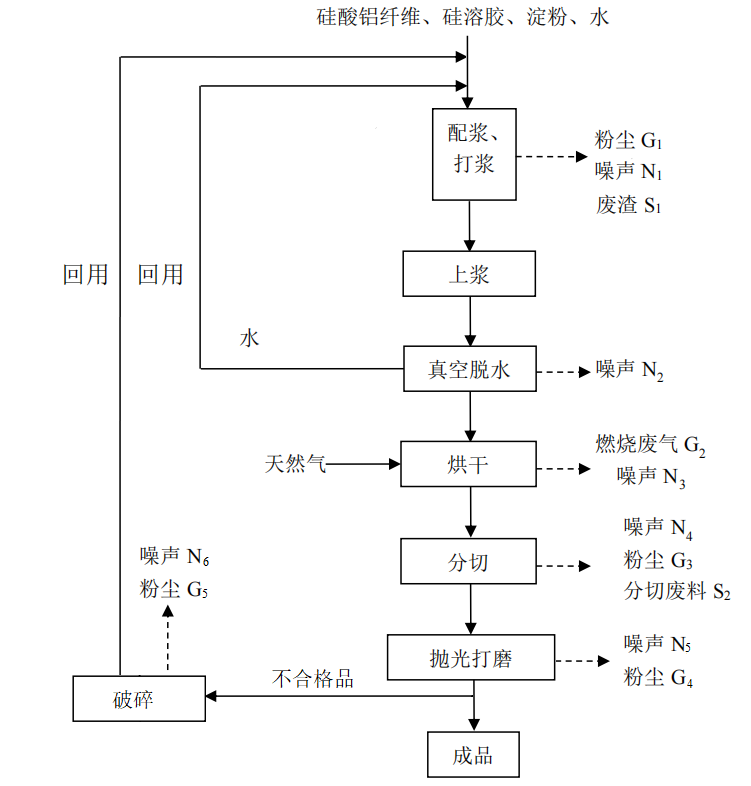 硅酸铝纤维、硅溶胶、淀粉、水
配浆、
打浆
粉尘 G₁
噪声 N₁
废渣 S₁
上浆
回用
回用
水
真空脱水
噪声 N₂
天然气
烘干
燃烧废气 G₂
噪声 N₃
分切
噪声 N₄
粉尘 G₃
分切废料 S₂
噪声 N₆
粉尘 G₅
抛光打磨
噪声 N₅
粉尘 G₄
不合格品
破碎
成品